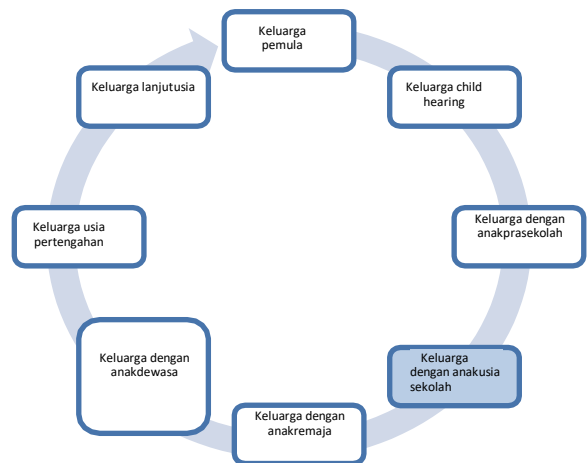 Keluarga
pemula
Keluarga child
hearing
Keluarga dengan
anakprasekolah
Keluarga
dengan anakusia
sekolah
Keluarga dengan
anakremaja
Keluarga dengan
anakdewasa
Keluarga usia
pertengahan
Keluarga lanjutusia